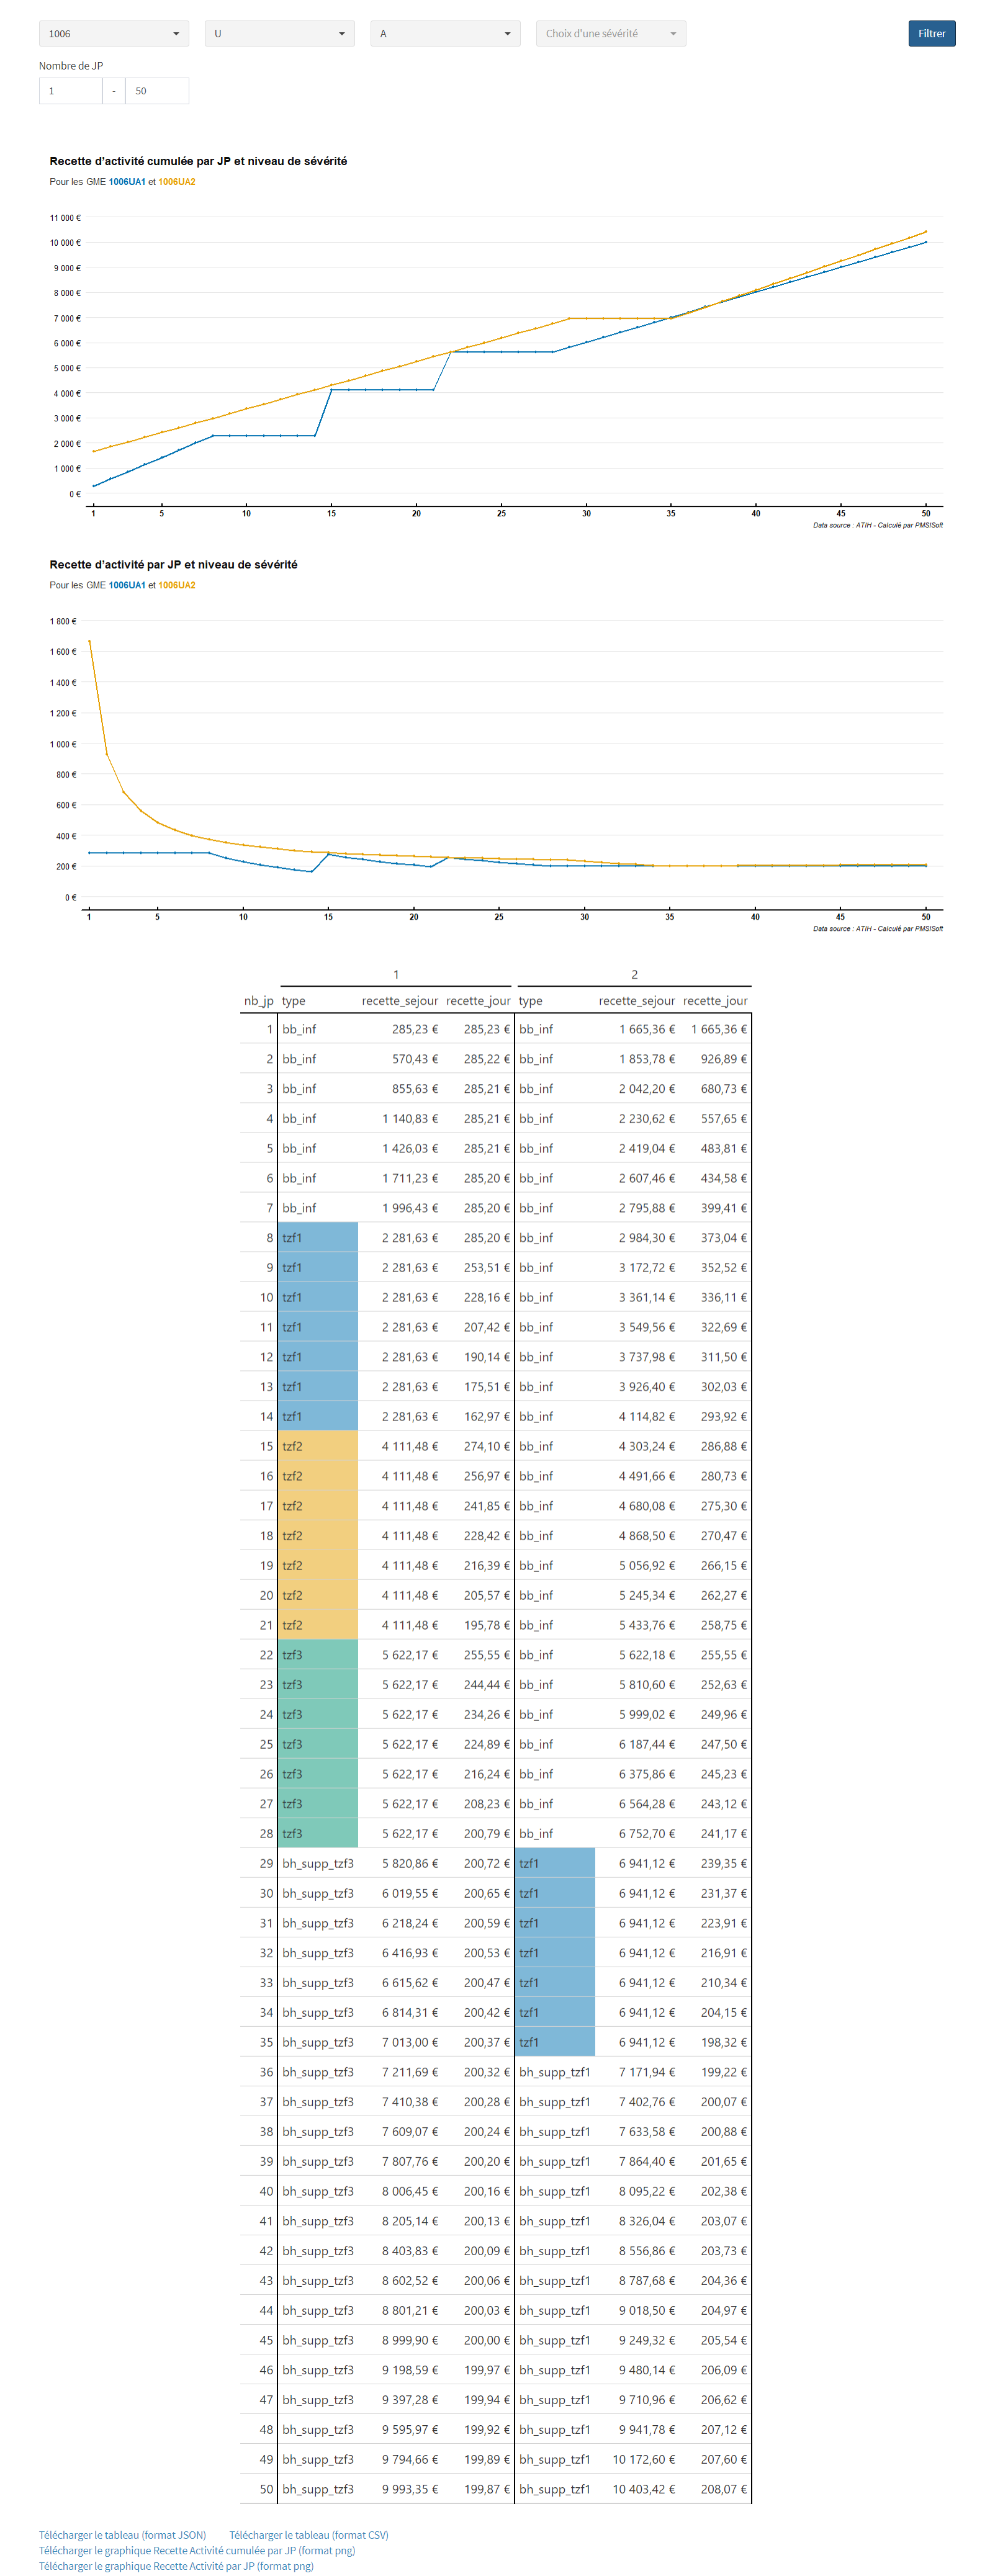 1006 U A Choix d'une sévérité Filtrer
Nombre de JP
1 - 50
Recette d'activité cumulée par JP et niveau de sévérité
Pour les GME 1006UA1 et 1006UA2
11 000 €
10 000 €
9 000 €
8 000 €
7 000 €
6 000 €
5 000 €
4 000 €
3 000 €
2 000 €
1 000 €
0 €
1 5 10 15 20 25 30 35 40 45 50
Data source : ATIH - Calculé par PMSISoft
Recette d'activité par JP et niveau de sévérité
Pour les GME 1006UA1 et 1006UA2
1 800 €
1 600 €
1 400 €
1 200 €
1 000 €
800 €
600 €
400 €
200 €
0 €
1 5 10 15 20 25 30 35 40 45 50
Data source : ATIH - Calculé par PMSISoft
1 2
nb_jp type recette_sejour recette_jour type recette_sejour recette_jour
1 bb_inf 285,23 € 285,23 € bb_inf 1 665,36 € 1 665,36 €
2 bb_inf 570,43 € 285,22 € bb_inf 1 853,78 € 926,89 €
3 bb_inf 855,63 € 285,21 € bb_inf 2 042,20 € 680,73 €
4 bb_inf 1 140,83 € 285,21 € bb_inf 2 230,62 € 557,65 €
5 bb_inf 1 426,03 € 285,21 € bb_inf 2 419,04 € 483,81 €
6 bb_inf 1 711,23 € 285,20 € bb_inf 2 607,46 € 434,58 €
7 bb_inf 1 996,43 € 285,20 € bb_inf 2 795,88 € 399,41 €
8 tzf1 2 281,63 € 285,20 € bb_inf 2 984,30 € 373,04 €
9 tzf1 2 281,63 € 253,51 € bb_inf 3 172,72 € 352,52 €
10 tzf1 2 281,63 € 228,16 € bb_inf 3 361,14 € 336,11 €
11 tzf1 2 281,63 € 207,42 € bb_inf 3 549,56 € 322,69 €
12 tzf1 2 281,63 € 190,14 € bb_inf 3 737,98 € 311,50 €
13 tzf1 2 281,63 € 175,51 € bb_inf 3 926,40 € 302,03 €
14 tzf1 2 281,63 € 162,97 € bb_inf 4 114,82 € 293,92 €
15 tzf2 4 111,48 € 274,10 € bb_inf 4 303,24 € 286,88 €
16 tzf2 4 111,48 € 256,97 € bb_inf 4 491,66 € 280,73 €
17 tzf2 4 111,48 € 241,85 € bb_inf 4 680,08 € 275,30 €
18 tzf2 4 111,48 € 228,42 € bb_inf 4 868,50 € 270,47 €
19 tzf2 4 111,48 € 216,39 € bb_inf 5 056,92 € 266,15 €
20 tzf2 4 111,48 € 205,57 € bb_inf 5 245,34 € 262,27 €
21 tzf2 4 111,48 € 195,78 € bb_inf 5 433,76 € 258,75 €
22 tzf3 5 622,17 € 255,55 € bb_inf 5 622,18 € 255,55 €
23 tzf3 5 622,17 € 244,44 € bb_inf 5 810,60 € 252,63 €
24 tzf3 5 622,17 € 234,26 € bb_inf 5 999,02 € 249,96 €
25 tzf3 5 622,17 € 224,89 € bb_inf 6 187,44 € 247,50 €
26 tzf3 5 622,17 € 216,24 € bb_inf 6 375,86 € 245,23 €
27 tzf3 5 622,17 € 208,23 € bb_inf 6 564,28 € 243,12 €
28 tzf3 5 622,17 € 200,79 € bb_inf 6 752,70 € 241,17 €
29 bh_supp_tzf3 5 820,86 € 200,72 € tzf1 6 941,12 € 239,35 €
30 bh_supp_tzf3 6 019,55 € 200,65 € tzf1 6 941,12 € 231,37 €
31 bh_supp_tzf3 6 218,24 € 200,59 € tzf1 6 941,12 € 223,91 €
32 bh_supp_tzf3 6 416,93 € 200,53 € tzf1 6 941,12 € 216,91 €
33 bh_supp_tzf3 6 615,62 € 200,47 € tzf1 6 941,12 € 210,34 €
34 bh_supp_tzf3 6 814,31 € 200,42 € tzf1 6 941,12 € 204,15 €
35 bh_supp_tzf3 7 013,00 € 200,37 € tzf1 6 941,12 € 198,32 €
36 bh_supp_tzf3 7 211,69 € 200,32 € bh_supp_tzf1 7 171,94 € 199,22 €
37 bh_supp_tzf3 7 410,38 € 200,28 € bh_supp_tzf1 7 402,76 € 200,07 €
38 bh_supp_tzf3 7 609,07 € 200,24 € bh_supp_tzf1 7 633,58 € 200,88 €
39 bh_supp_tzf3 7 807,76 € 200,20 € bh_supp_tzf1 7 864,40 € 201,65 €
40 bh_supp_tzf3 8 006,45 € 200,16 € bh_supp_tzf1 8 095,22 € 202,38 €
41 bh_supp_tzf3 8 205,14 € 200,13 € bh_supp_tzf1 8 326,04 € 203,07 €
42 bh_supp_tzf3 8 403,83 € 200,09 € bh_supp_tzf1 8 556,86 € 203,73 €
43 bh_supp_tzf3 8 602,52 € 200,06 € bh_supp_tzf1 8 787,68 € 204,36 €
44 bh_supp_tzf3 8 801,21 € 200,03 € bh_supp_tzf1 9 018,50 € 204,97 €
45 bh_supp_tzf3 8 999,90 € 200,00 € bh_supp_tzf1 9 249,32 € 205,54 €
46 bh_supp_tzf3 9 198,59 € 199,97 € bh_supp_tzf1 9 480,14 € 206,09 €
47 bh_supp_tzf3 9 397,28 € 199,94 € bh_supp_tzf1 9 710,96 € 206,62 €
48 bh_supp_tzf3 9 595,97 € 199,92 € bh_supp_tzf1 9 941,78 € 207,12 €
49 bh_supp_tzf3 9 794,66 € 199,89 € bh_supp_tzf1 10 172,60 € 207,60 €
50 bh_supp_tzf3 9 993,35 € 199,87 € bh_supp_tzf1 10 403,42 € 208,07 €
Télécharger le tableau (format JSON) Télécharger le tableau (format CSV)
Télécharger le graphique Recette Activité cumulée par JP (format png)
Télécharger le graphique Recette Activité par JP (format png)